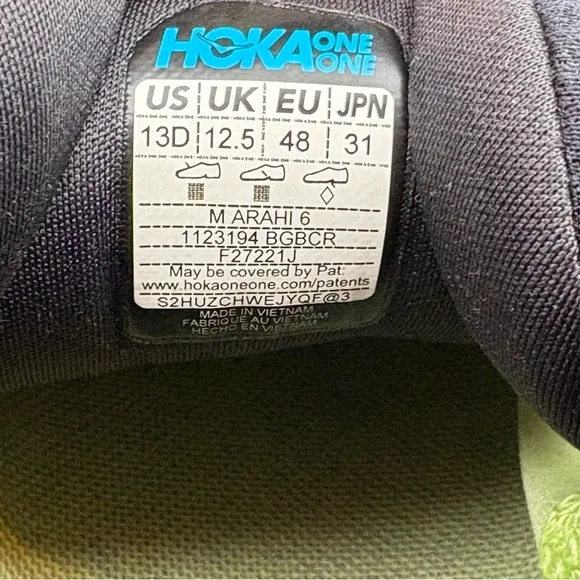 HOKA ONE ONE
US UK EU JPN
13D 12.5 48 31
M ARAHI 6
1123194 BGBCR
F27221J
May be covered by Pat:
www.hokaoneone.com/patents
S2HUZCHWEJYQF@3
MADE IN VIETNAM
FABRIQUÉ AU VIETNAM
HECHO EN VIETNAM